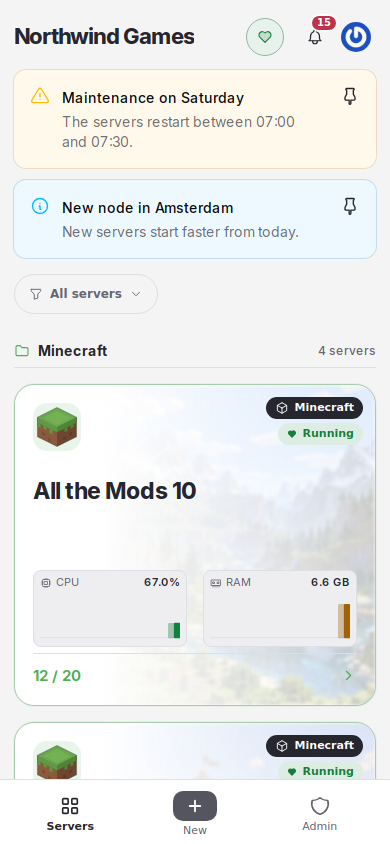 Northwind Games
15
Maintenance on Saturday
The servers restart between 07:00
and 07:30.
New node in Amsterdam
New servers start faster from today.
All servers
Minecraft
4 servers
Minecraft
Running
All the Mods 10
CPU
67.0%
RAM
6.6 GB
12 / 20
Minecraft
Running
Servers
New
Admin